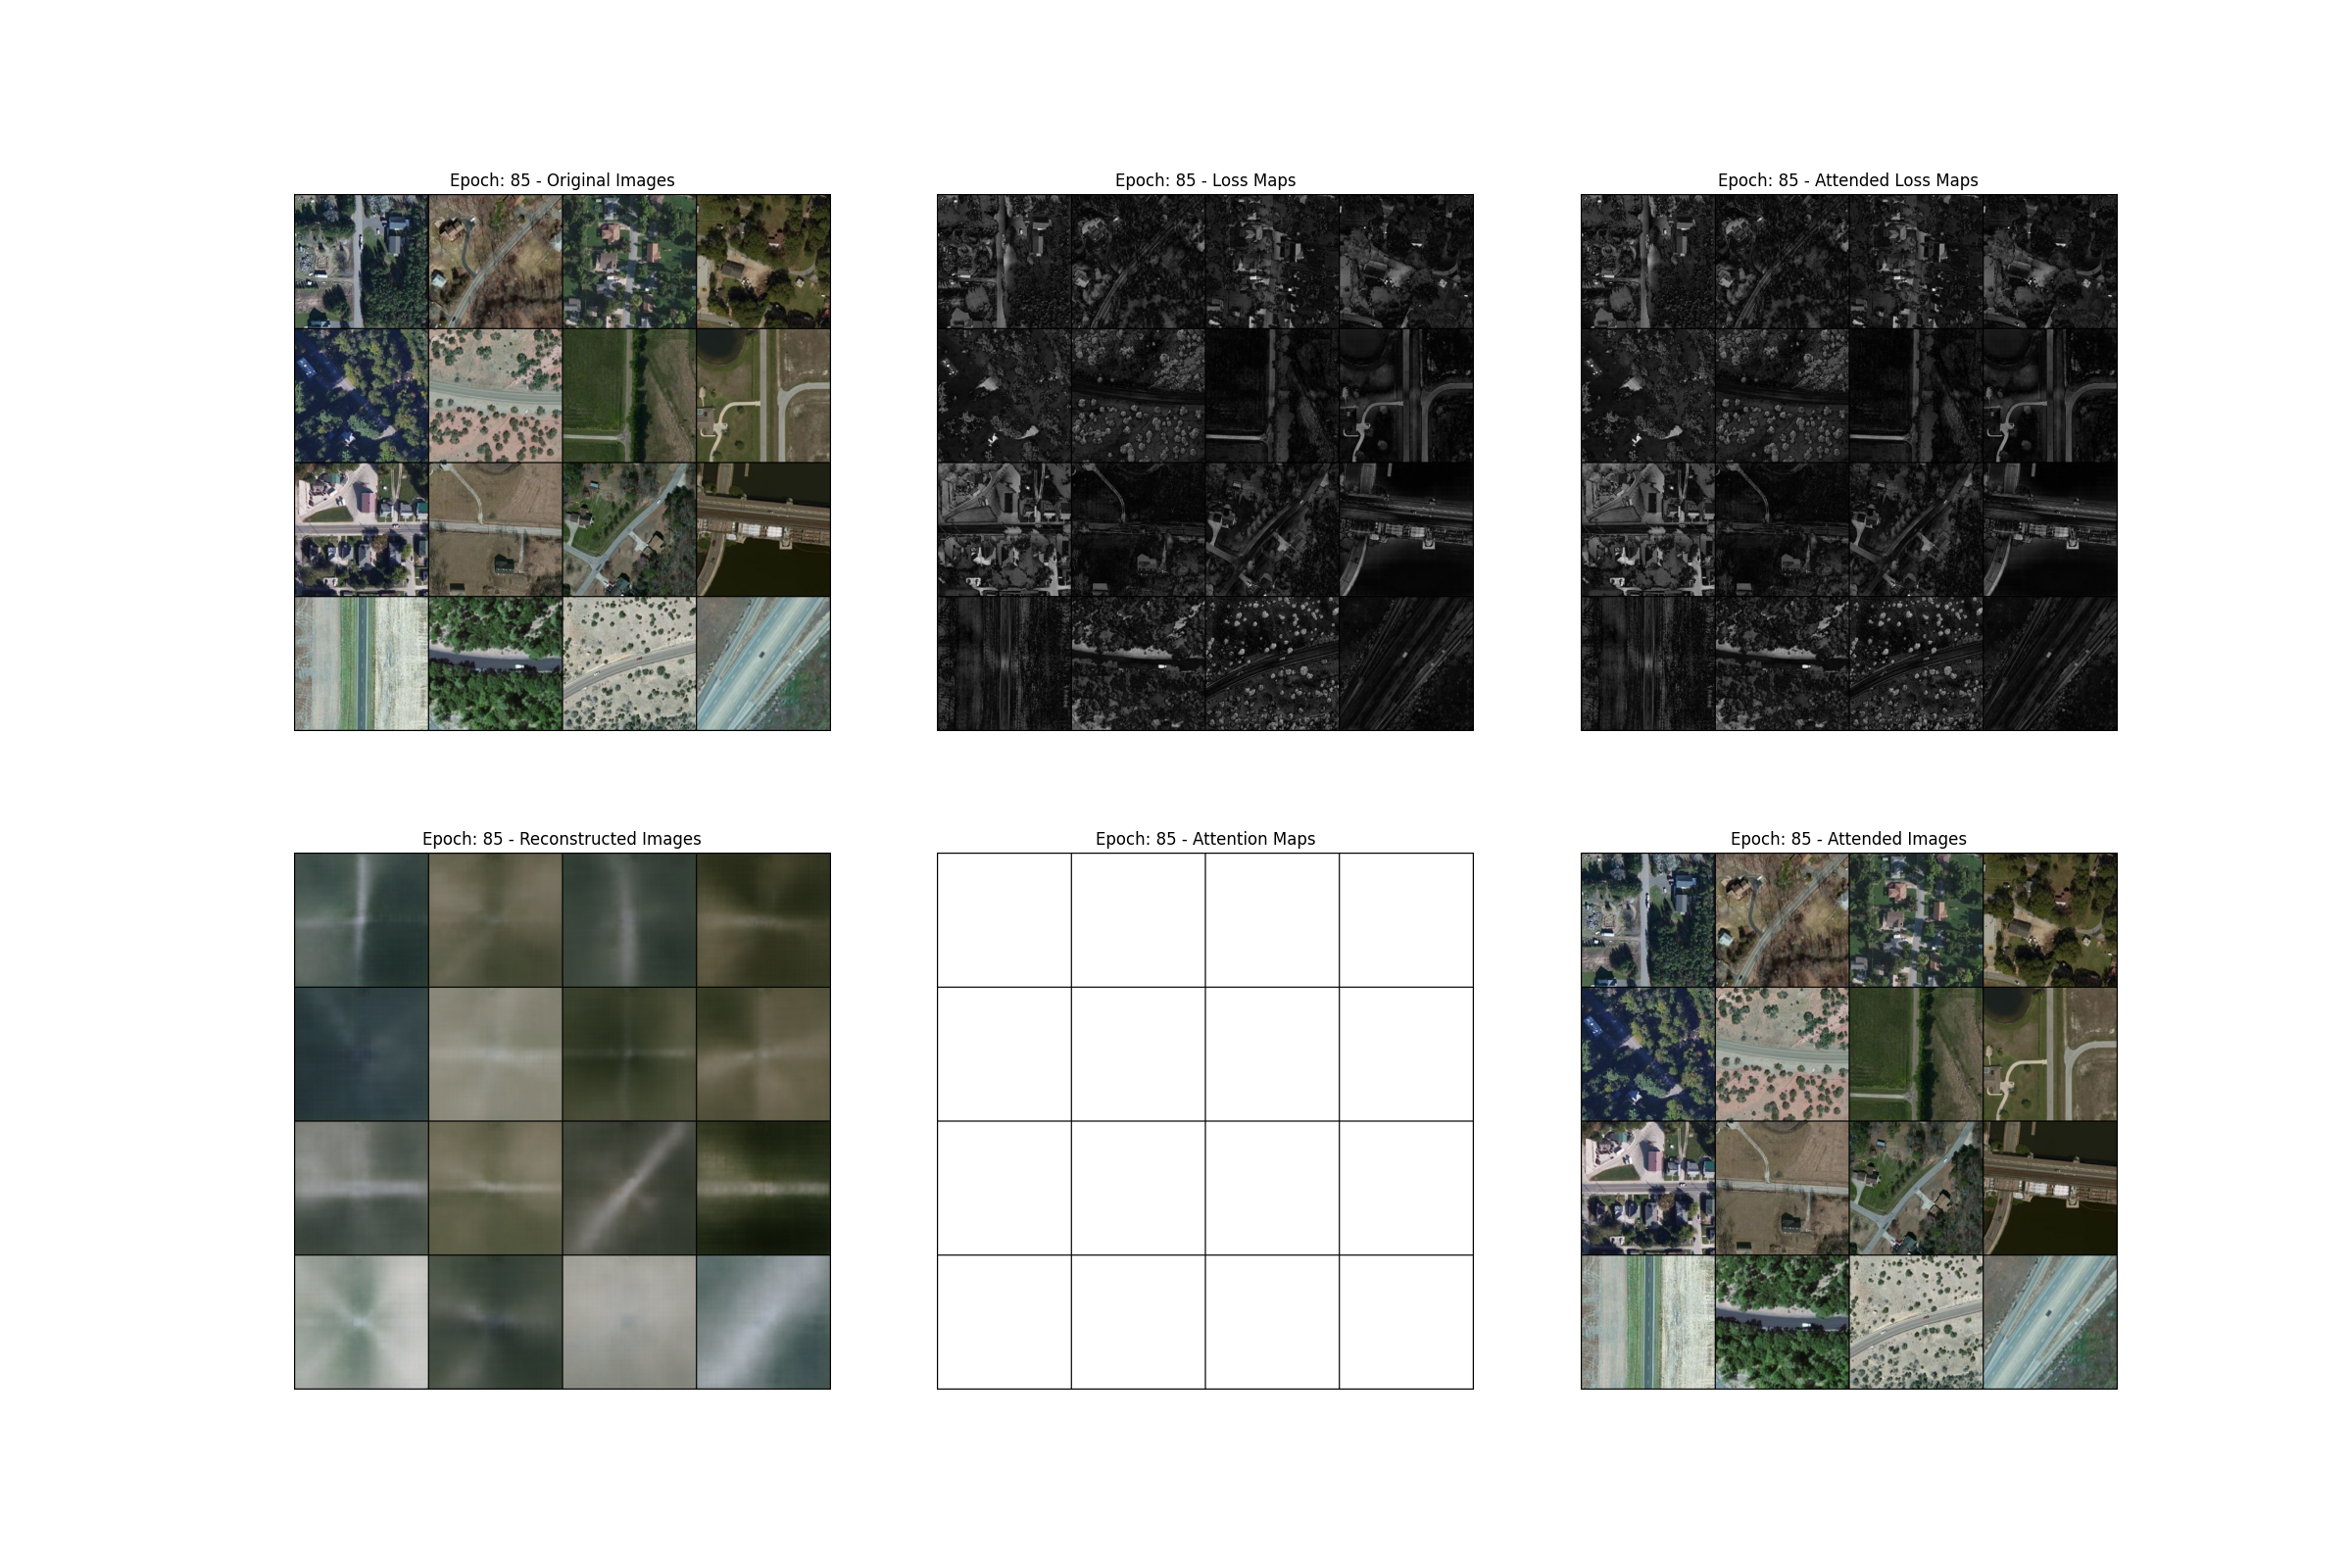 Epoch: 85 - Original Images
Epoch: 85 - Loss Maps
Epoch: 85 - Attended Loss Maps
Epoch: 85 - Reconstructed Images
Epoch: 85 - Attention Maps
Epoch: 85 - Attended Images